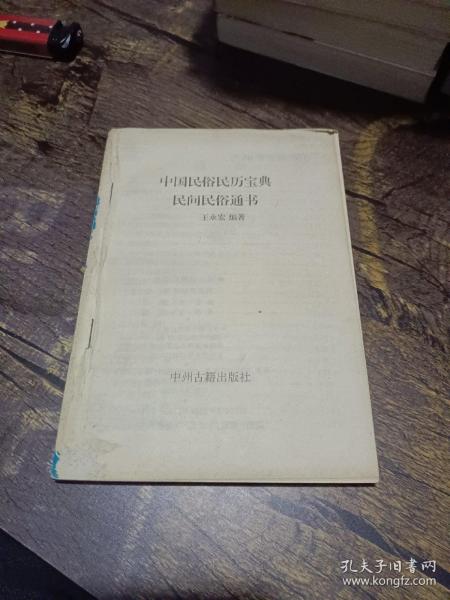 中国民俗民历宝典
民间民俗通书
王永宏 编著
中州古籍出版社
孔夫子旧书网
www.kongfz.com